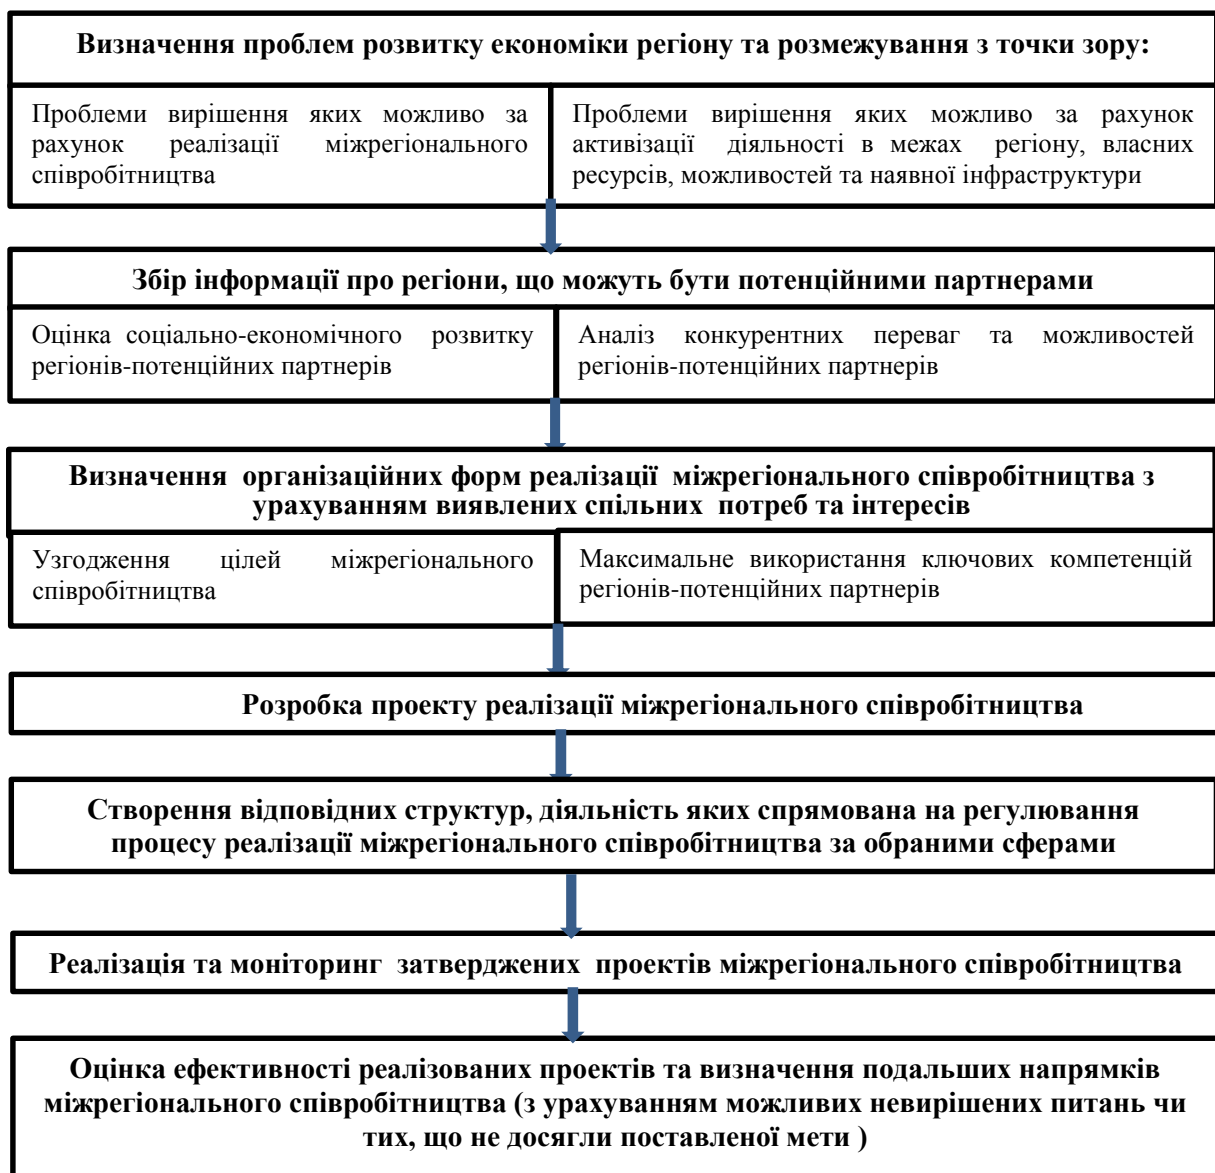 Визначення проблем розвитку економіки регіону та розмежування з точки зору:
Проблеми вирішення яких можливо за
рахунок реалізації міжрегіонального
співробітництва
Проблеми вирішення яких можливо за рахунок
активізації діяльності в межах регіону, власних
ресурсів, можливостей та наявної інфраструктури
Збір інформації про регіони, що можуть бути потенційними партнерами
Оцінка соціально-економічного розвитку
регіонів-потенційних партнерів
Аналіз конкурентних переваг та можливостей
регіонів-потенційних партнерів
Визначення організаційних форм реалізації міжрегіонального співробітництва з
урахуванням виявлених спільних потреб та інтересів
Узгодження цілей міжрегіонального
співробітництва
Максимальне використання ключових компетенцій
регіонів-потенційних партнерів
Розробка проекту реалізації міжрегіонального співробітництва
Створення відповідних структур, діяльність яких спрямована на регулювання
процесу реалізації міжрегіонального співробітництва за обраними сферами
Реалізація та моніторинг затверджених проектів міжрегіонального співробітництва
Оцінка ефективності реалізованих проектів та визначення подальших напрямків
міжрегіонального співробітництва (з урахуванням можливих невирішених питань чи
тих, що не досягли поставленої мети )